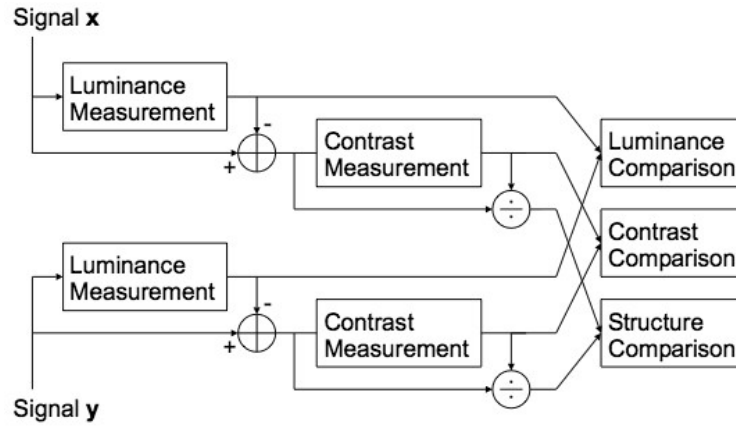 Signal x
Luminance
Measurement
-
+
Contrast
Measurement
÷
Luminance
Comparison
Contrast
Comparison
Luminance
Measurement
-
+
Contrast
Measurement
÷
Structure
Comparison
Signal y